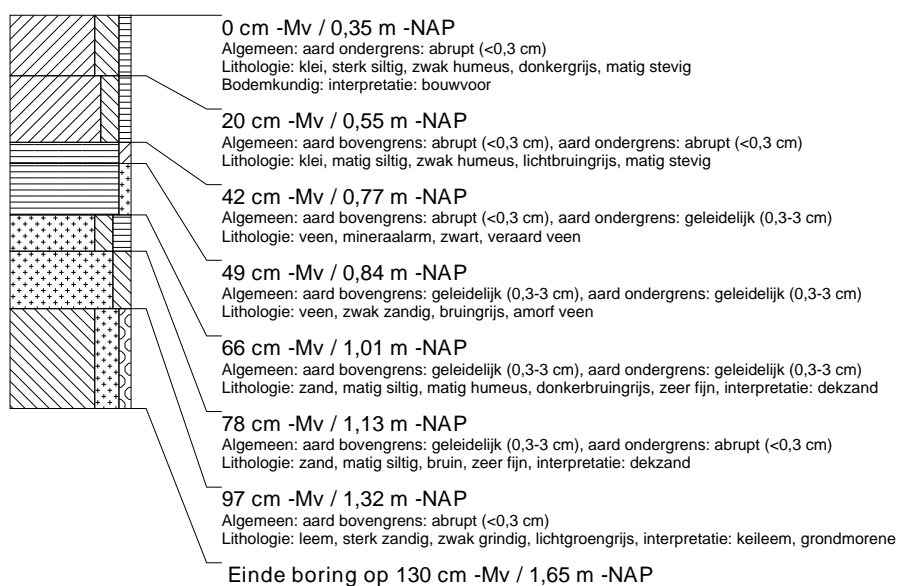 0 cm -Mv / 0,35 m -NAP
Algemeen: aard ondergrens: abrupt (<0,3 cm)
Lithologie: klei, sterk siltig, zwak humeus, donkergrijs, matig stevig
Bodemkundig: interpretatie: bouwvoor
20 cm -Mv / 0,55 m -NAP
Algemeen: aard bovengrens: abrupt (<0,3 cm), aard ondergrens: abrupt (<0,3 cm)
Lithologie: klei, matig siltig, zwak humeus, lichtbruingrijs, matig stevig
42 cm -Mv / 0,77 m -NAP
Algemeen: aard bovengrens: abrupt (<0,3 cm), aard ondergrens: geleidelijk (0,3-3 cm)
Lithologie: veen, mineraalarm, zwart, veraard veen
49 cm -Mv / 0,84 m -NAP
Algemeen: aard bovengrens: geleidelijk (0,3-3 cm), aard ondergrens: geleidelijk (0,3-3 cm)
Lithologie: veen, zwak zandig, bruingrijs, amorf veen
66 cm -Mv / 1,01 m -NAP
Algemeen: aard bovengrens: geleidelijk (0,3-3 cm), aard ondergrens: geleidelijk (0,3-3 cm)
Lithologie: zand, matig siltig, matig humeus, donkerbruingrijs, zeer fijn, interpretatie: dekzand
78 cm -Mv / 1,13 m -NAP
Algemeen: aard bovengrens: geleidelijk (0,3-3 cm), aard ondergrens: abrupt (<0,3 cm)
Lithologie: zand, matig siltig, bruin, zeer fijn, interpretatie: dekzand
97 cm -Mv / 1,32 m -NAP
Algemeen: aard bovengrens: abrupt (<0,3 cm)
Lithologie: leem, sterk zandig, zwak grindig, lichtgroengrijs, interpretatie: keileem, grondmorene
Einde boring op 130 cm -Mv / 1,65 m -NAP